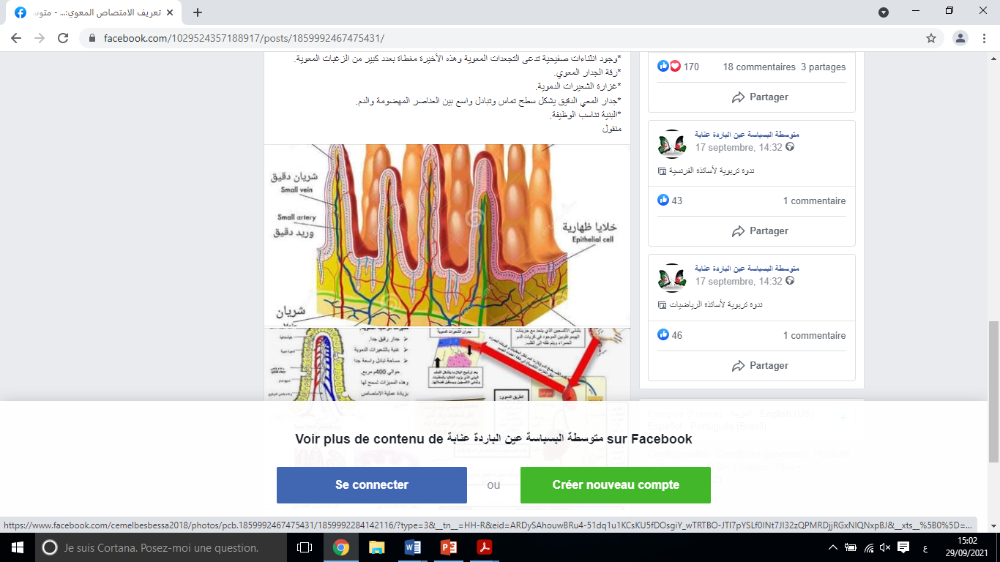 تعريف الامتصاص المعوي:... - متوس
facebook.com/1029524357188917/posts/1859992467475431/
*وجود انثناءات صفيحية تدعى التجعدات المعوية وهذه الأخيرة مغطاة بعدد كبير من الزغبات المعوية.
*رقة الجدار المعوي.
*غزارة الشعيرات الدموية.
*جدار المعي الدقيق يشكل سطح تماس وتبادل واسع بين العناصر المهضومة والدم.
*البنية تناسب الوظيفة.
منقول
شريان دقيق
Small vein
Small artery
وريد دقيق
خلايا ظهارية
Epithelial cell
شريان
جدران الشعيرات الدموية
جدار رقيق جدا.
غنية بالشعيرات الدموية
مساحة تبادل واسعة جدا
حوالي 400م مربع.
وهذه المميزات تسمح لها
بزيادة عملية الامتصاص
الطريق الدموي:
170
18 commentaires 3 partages
Partager
متوسطة البسباسة عين الباردة عنابة
17 septembre, 14:32
ندوة تربوية لأساتذة الفرنسية
43
1 commentaire
Partager
متوسطة البسباسة عين الباردة عنابة
17 septembre, 14:32
ندوة تربوية لأساتذة الرياضيات
46
1 commentaire
Partager
Voir plus de contenu de متوسطة البسباسة عين الباردة عنابة sur Facebook
Se connecter
ou
Créer nouveau compte
Je suis Cortana. Posez-moi une question.
ع
15:02
29/09/2021